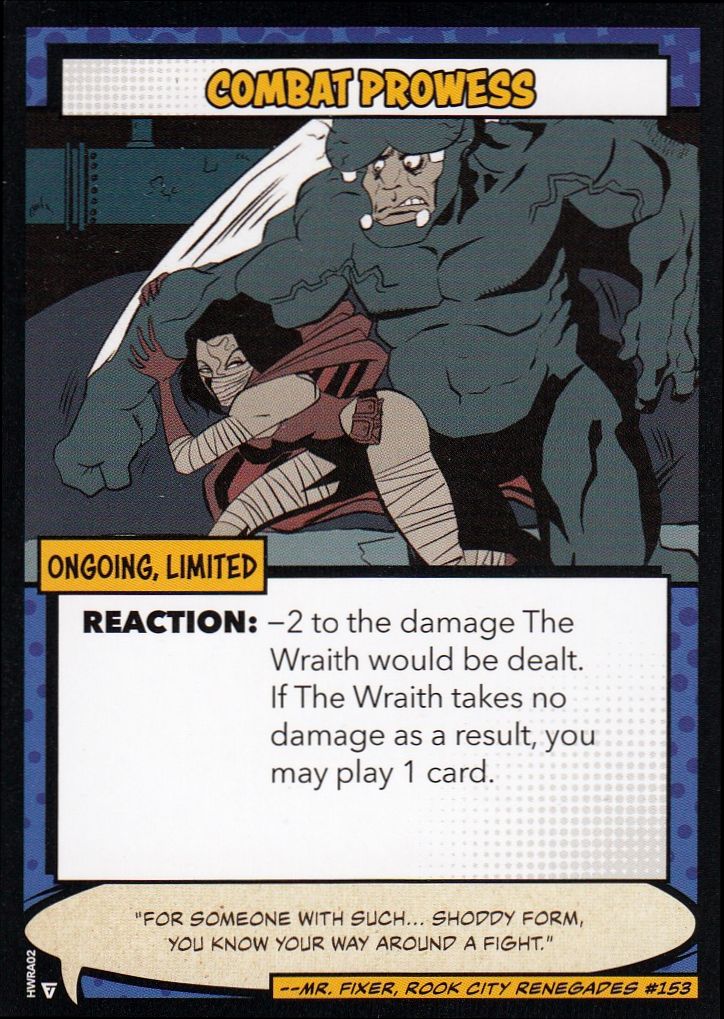 COMBAT PROWESS
ONGOING, LIMITED
REACTION: −2 to the damage The
Wraith would be dealt.
If The Wraith takes no
damage as a result, you
may play 1 card.
"FOR SOMEONE WITH SUCH... SHODDY FORM,
YOU KNOW YOUR WAY AROUND A FIGHT."
--MR. FIXER, ROOK CITY RENEGADES #153
HWRA02